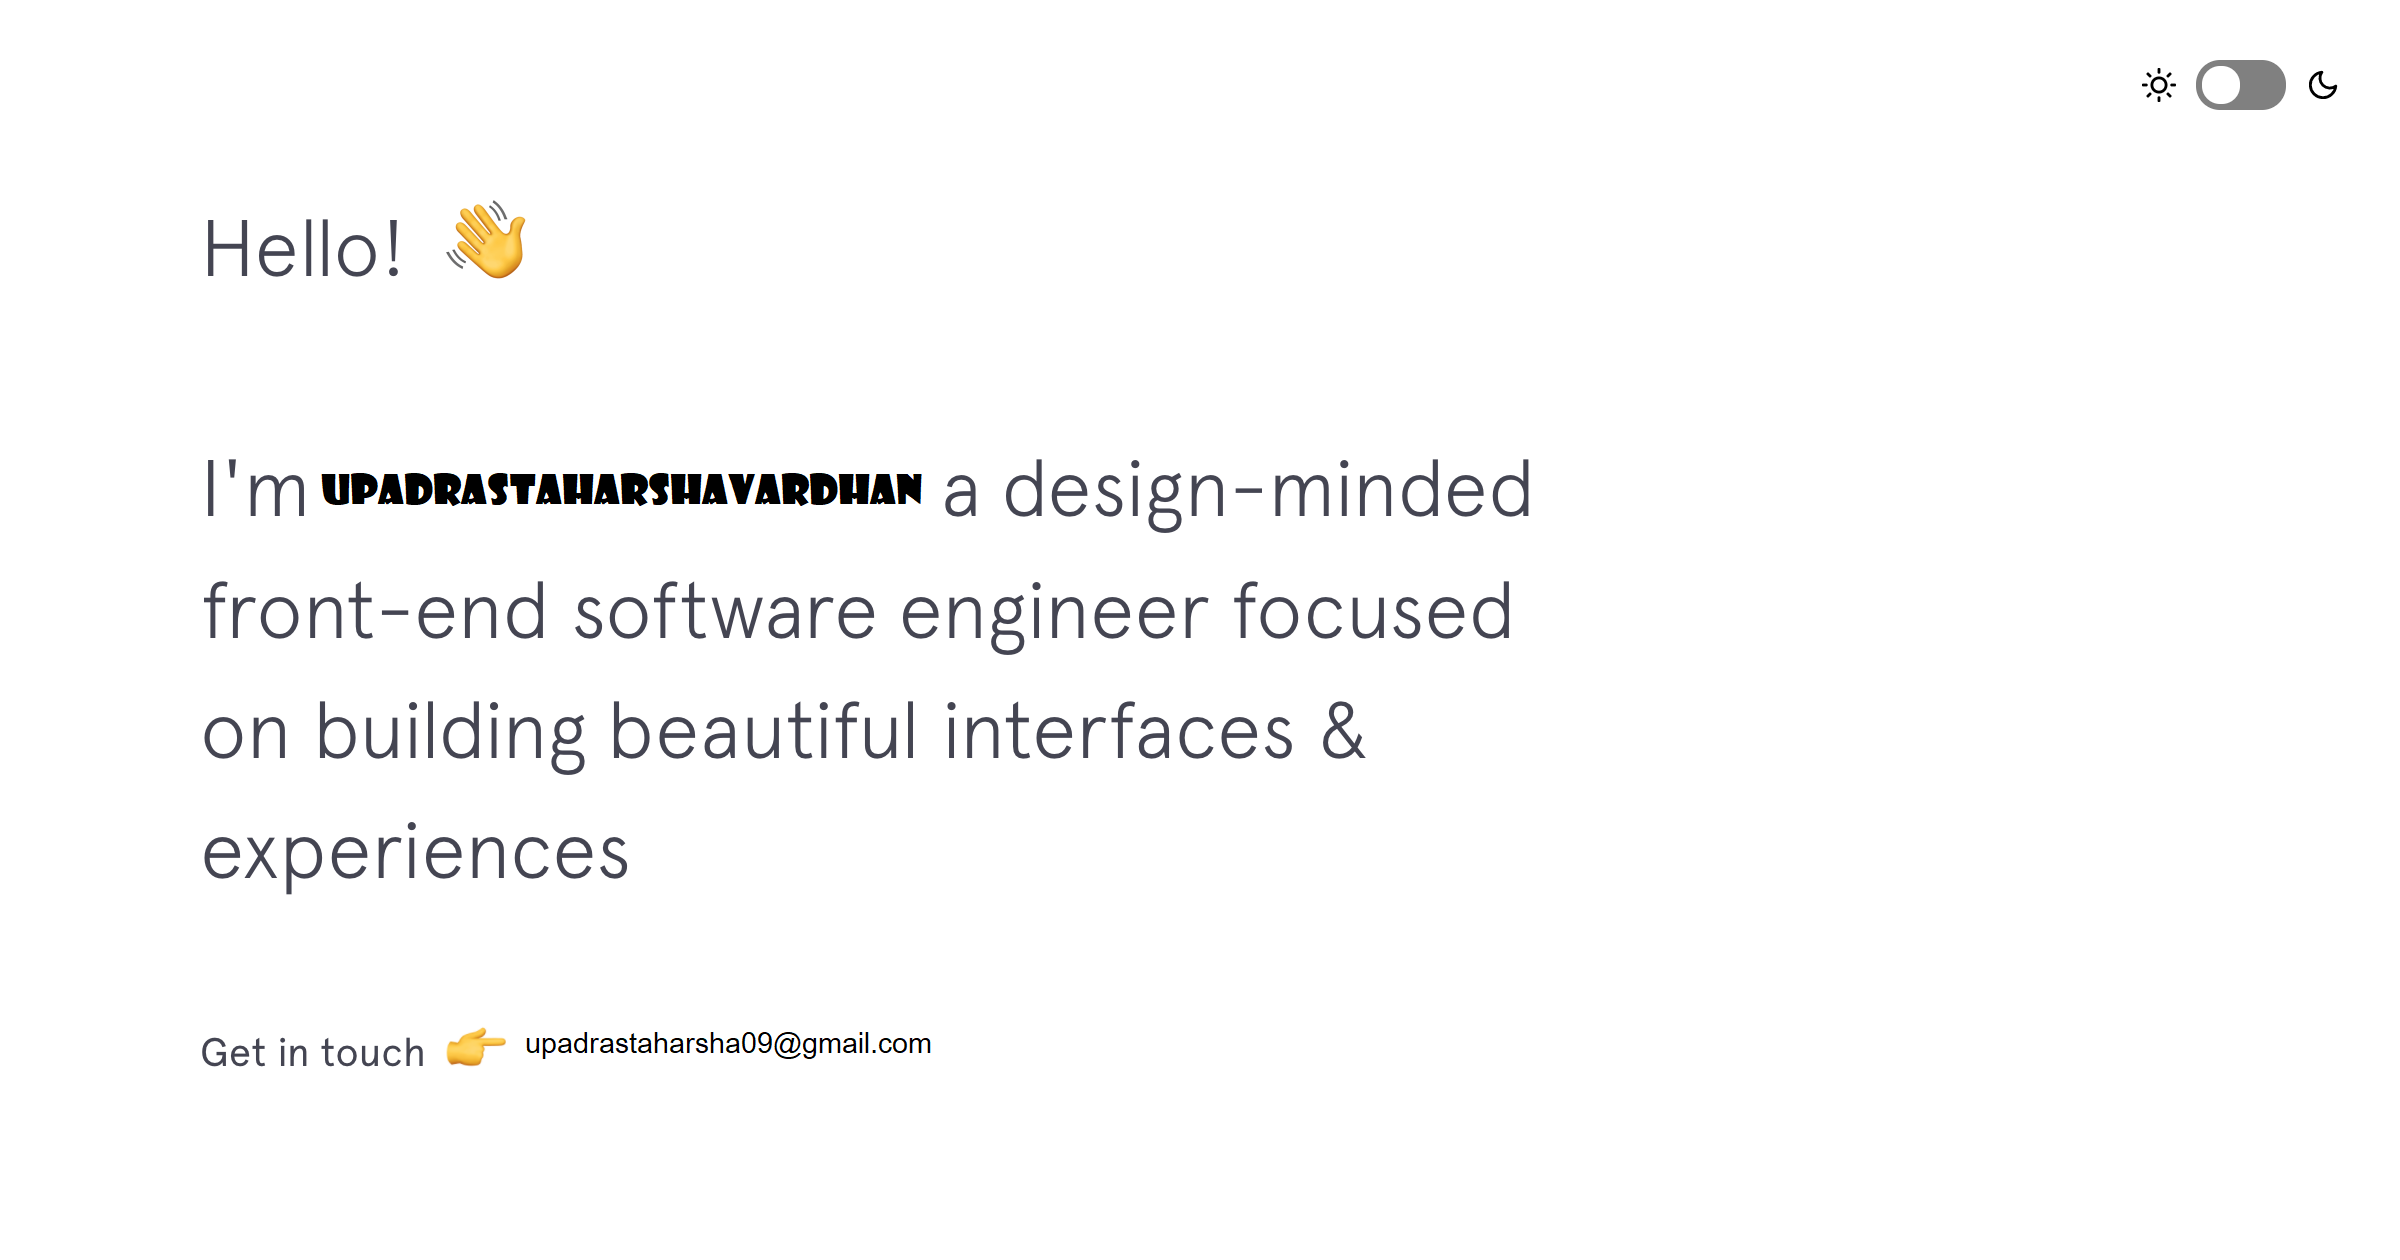 Hello! 👋
I'm UPADRASTAHARSHAVARDHAN a design-minded
front-end software engineer focused
on building beautiful interfaces &
experiences
Get in touch 👉 upadrastaharsha09@gmail.com